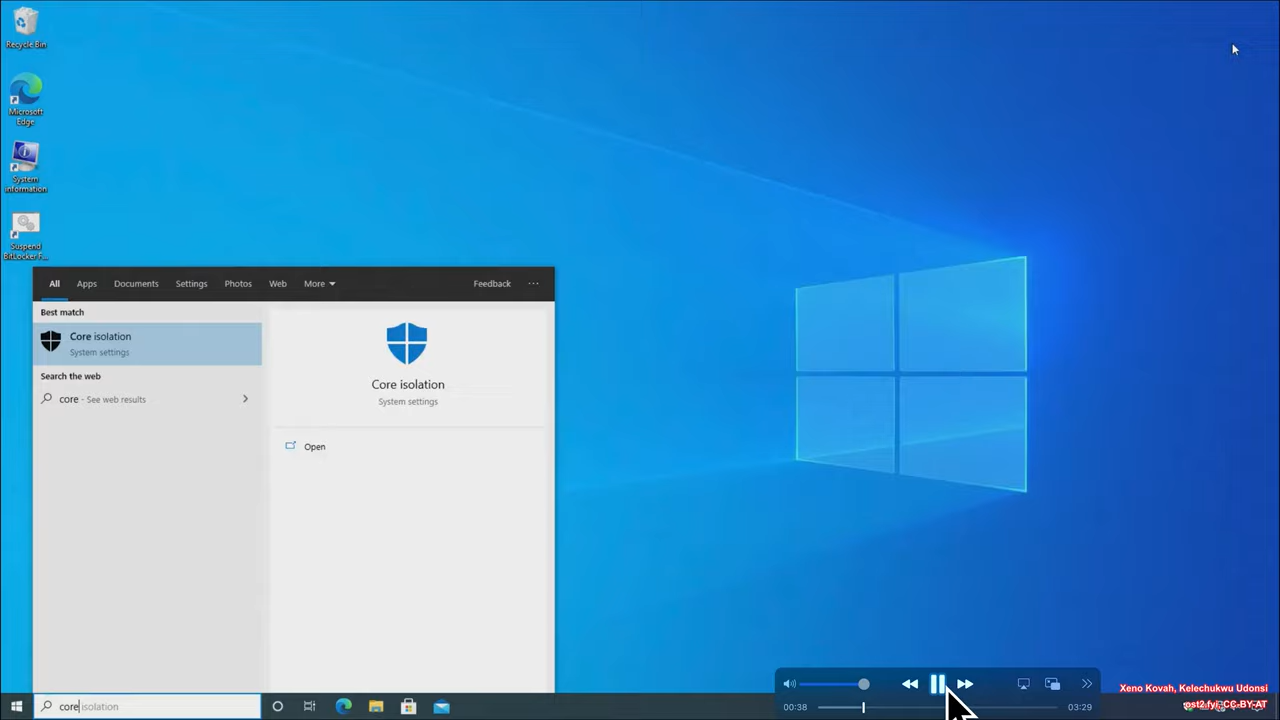 Recycle Bin
Microsoft
Edge
System
Information
Suspend
BitLocker F...
All Apps Documents Settings Photos Web More Feedback ...
Best match
Core isolation
System settings
Search the web
core - See web results
Core isolation
System settings
Open
core isolation
00:38
03:29
Xeno Kovah, Kelechukwu Udonsi
ost2.fyi CC-BY-AT